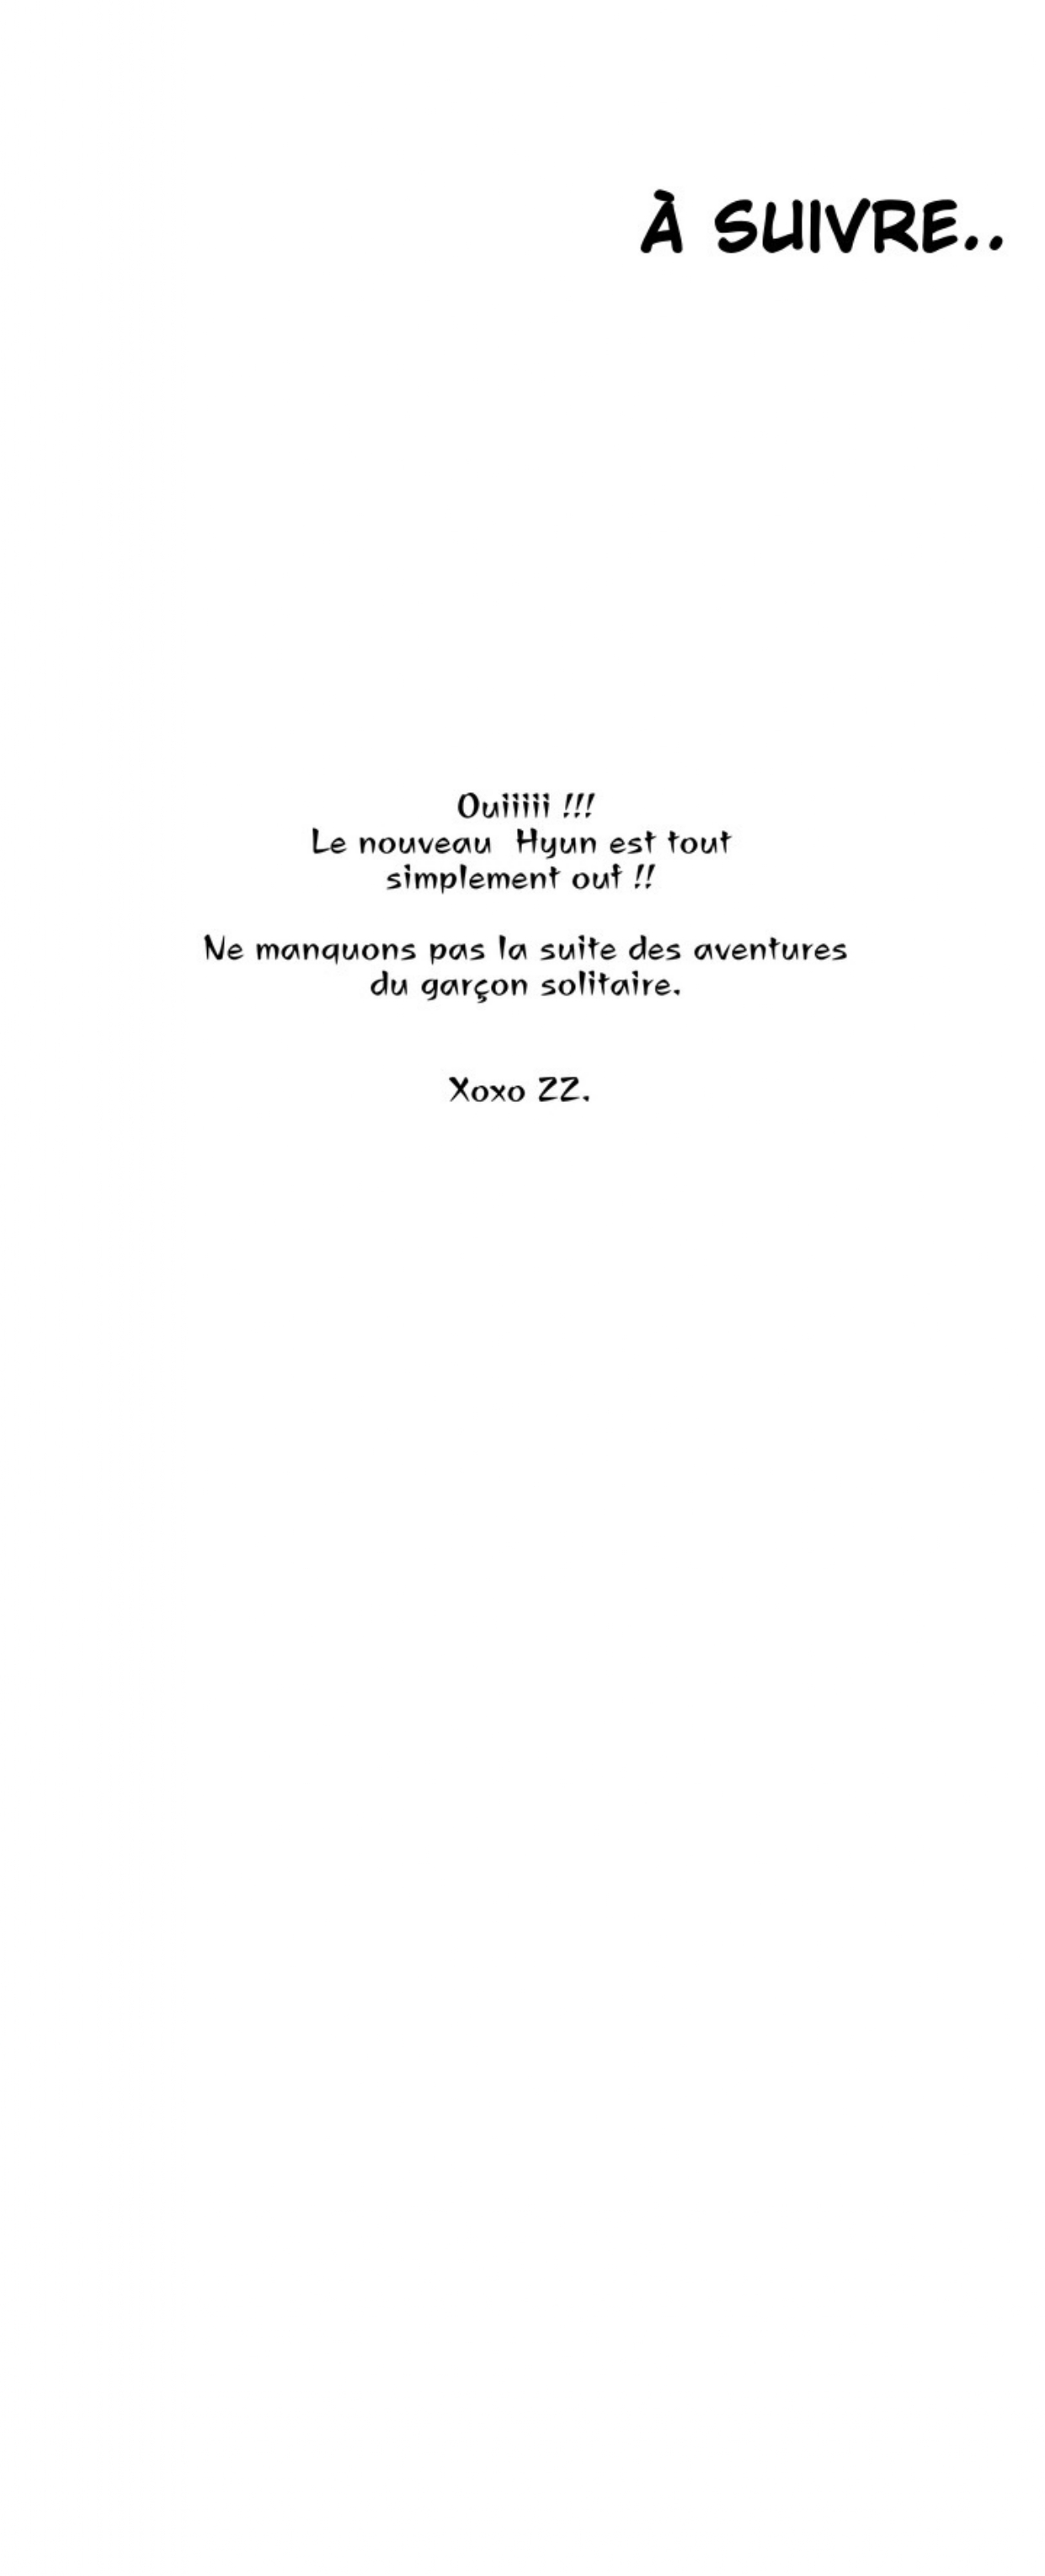 À SUIVRE..
Ouiiiii !!!
Le nouveau Hyun est tout
simplement ouf !!
Ne manquons pas la suite des aventures
du garçon solitaire.
Xoxo ZZ.